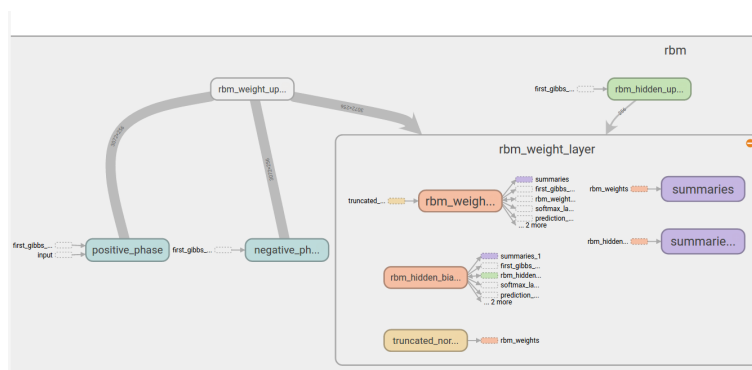 rbm
rbm_weight_up...
first_gibbs_...
rbm_hidden_up...
rbm_weight_layer
summaries
first_gibbs_...
rbm_weight...
softmax_la...
prediction_...
... 2 more
truncated_...
rbm_weigh...
rbm_weights
summaries
first_gibbs_...
input
positive_phase
first_gibbs_...
negative_ph...
rbm_hidden...
summarie...
rbm_hidden_bia...
summaries_1
first_gibbs_...
rbm_hidden...
softmax_la...
prediction_...
... 2 more
truncated_nor...
rbm_weights